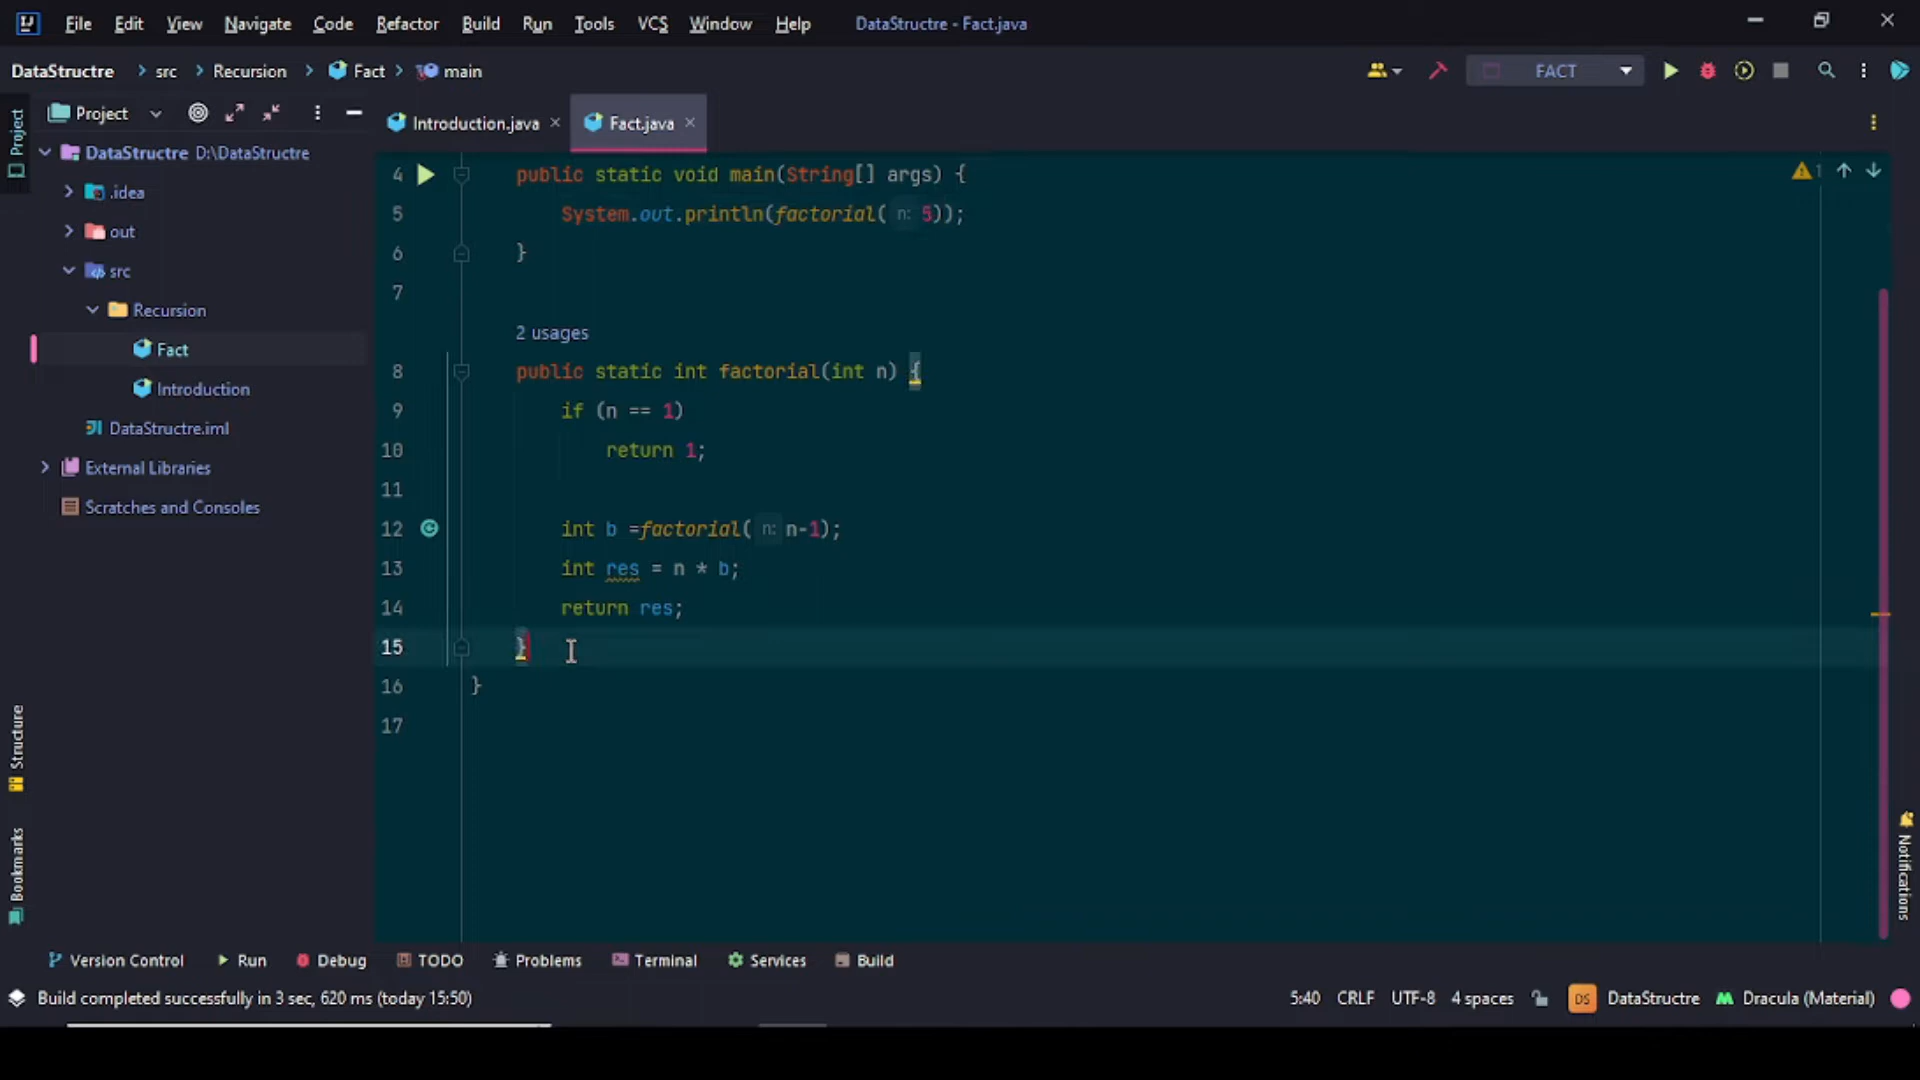 File Edit View Navigate Code Refactor Build Run Tools VCS Window Help DataStructre - Fact.java
DataStructre src Recursion Fact main FACT
Project
Project
Introduction.java Fact.java
DataStructre D:\DataStructre
.idea
out
src
Recursion
Fact
Introduction
DataStructre.iml
External Libraries
Scratches and Consoles
4 public static void main(String[] args) {
5 System.out.println(factorial( n: 5));
6 }
7
2 usages
8 public static int factorial(int n) {
9 if (n == 1)
10 return 1;
11
12 int b =factorial( n: n-1);
13 int res = n * b;
14 return res;
15 }
16 }
17
1
Structure
Bookmarks
Notifications
Version Control Run Debug TODO Problems Terminal Services Build
Build completed successfully in 3 sec, 620 ms (today 15:50) 5:40 CRLF UTF-8 4 spaces DS DataStructre Dracula (Material)